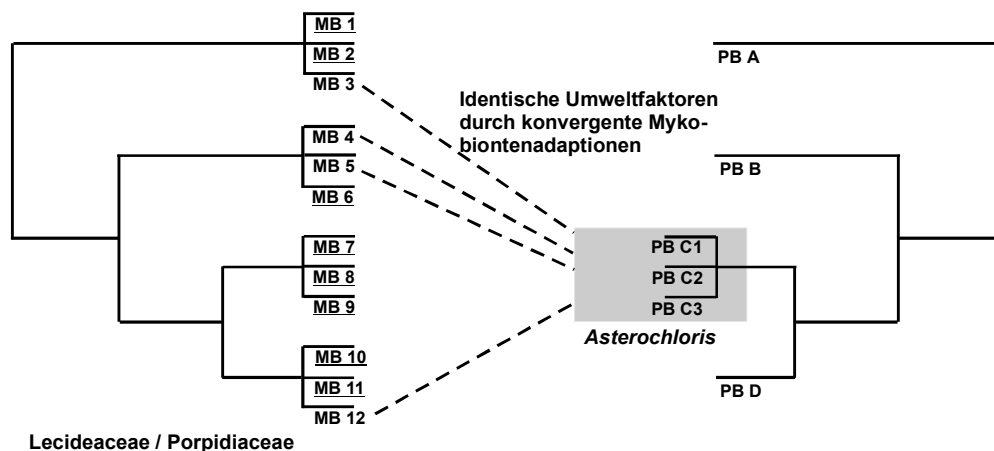 MB 1
MB 2
MB 3
MB 4
MB 5
MB 6
MB 7
MB 8
MB 9
MB 10
MB 11
MB 12
Lecideaceae / Porpidiaceae
Identische Umweltfaktoren
durch konvergente Myko-
biontenadaptionen
PB A
PB B
PB C1
PB C2
PB C3
Asterochloris
PB D